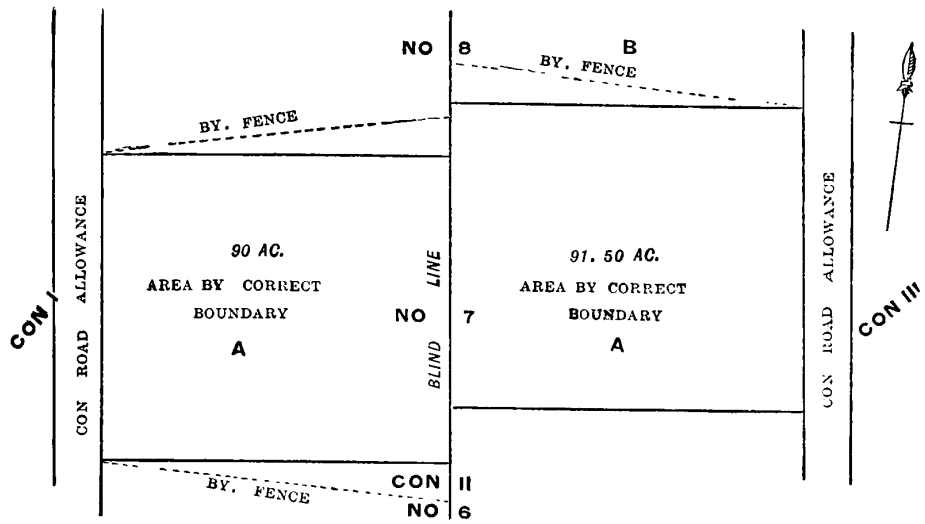 NO 8 B
BY. FENCE
BY. FENCE
90 AC.
AREA BY CORRECT
BOUNDARY
A
91.50 AC.
AREA BY CORRECT
BOUNDARY
A
NO 7
BLIND LINE
CON I
CON ROAD ALLOWANCE
CON ROAD ALLOWANCE
CON III
BY. FENCE
CON II
NO 6